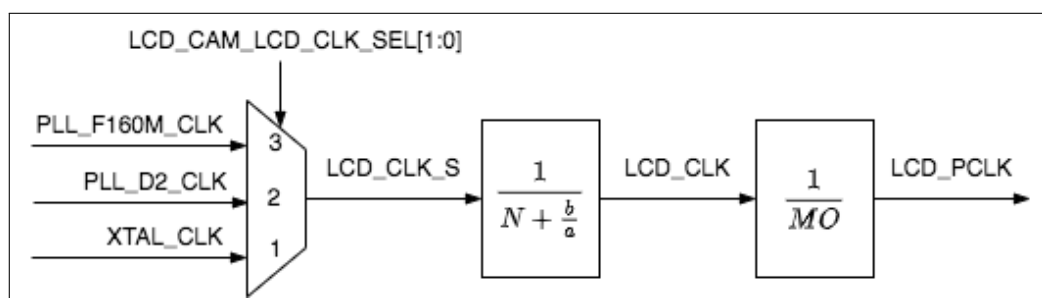 LCD_CAM_LCD_CLK_SEL[1:0]
PLL_F160M_CLK
3
PLL_D2_CLK
2
XTAL_CLK
1
LCD_CLK_S
1
N + b/a
LCD_CLK
1
MO
LCD_PCLK